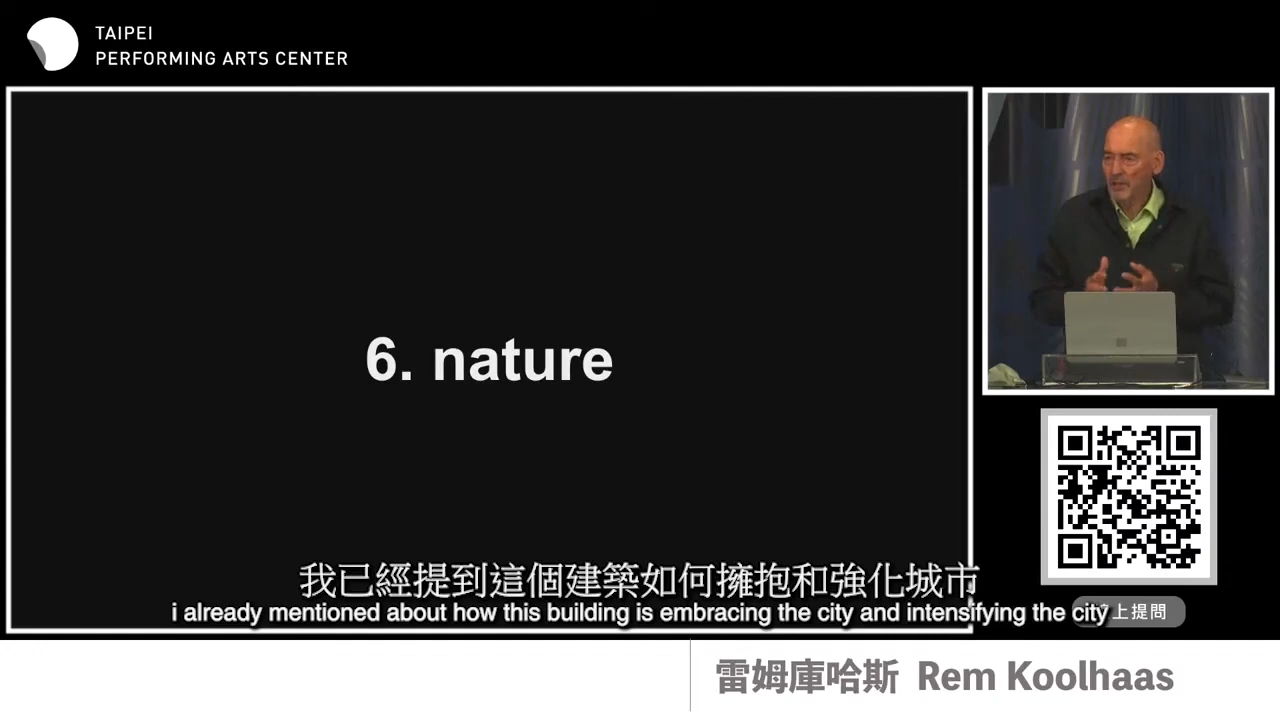 TAIPEI
PERFORMING ARTS CENTER
6. nature
我已經提到這個建築如何擁抱和強化城市
i already mentioned about how this building is embracing the city and intensifying the city
上提問
雷姆庫哈斯 Rem Koolhaas